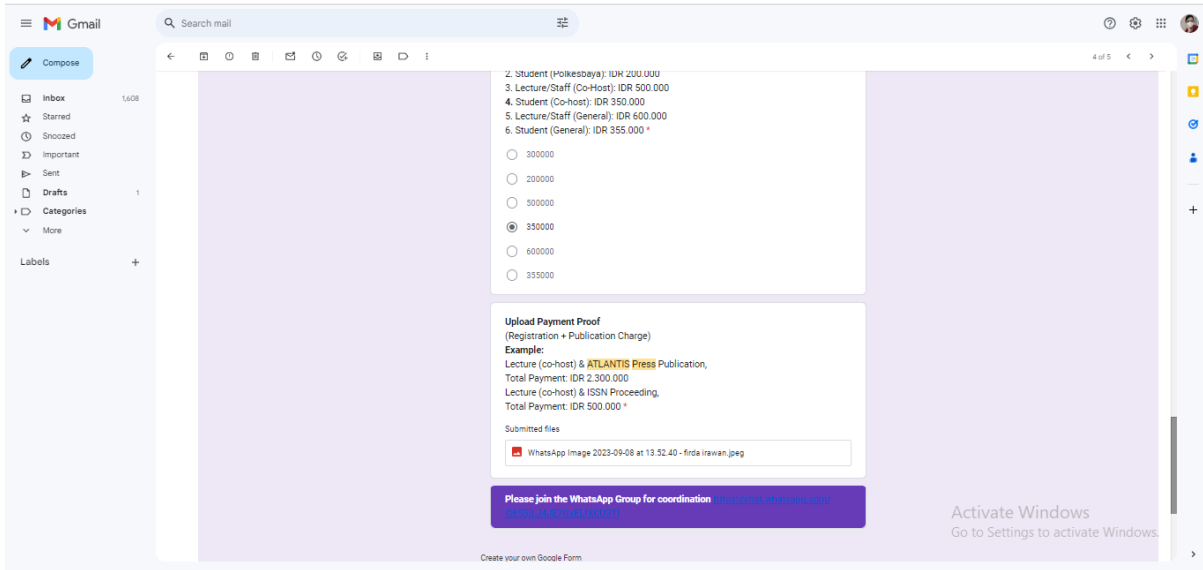 Gmail
Search mail
Compose
4 of 5
Inbox 1,608
Starred
Snoozed
Important
Sent
Drafts 1
Categories
More
Labels
2. Student (Polkesbaya): IDR 200.000
3. Lecture/Staff (Co-Host): IDR 500.000
4. Student (Co-host): IDR 350.000
5. Lecture/Staff (General): IDR 600.000
6. Student (General): IDR 355.000 *
300000
200000
500000
350000
600000
355000
Upload Payment Proof
(Registration + Publication Charge)
Example:
Lecture (co-host) & ATLANTIS Press Publication,
Total Payment: IDR 2.300.000
Lecture (co-host) & ISSN Proceeding,
Total Payment: IDR 500.000 *
Submitted files
WhatsApp Image 2023-09-08 at 13.52.40 - firda irawan.jpeg
Please join the WhatsApp Group for coordination
Create your own Google Form
Activate Windows
Go to Settings to activate Windows.